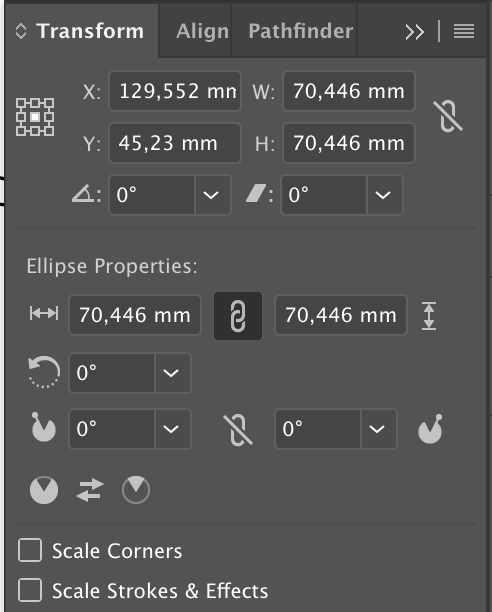 Transform Align Pathfinder
X: 129,552 mm W: 70,446 mm
Y: 45,23 mm H: 70,446 mm
: 0° : 0°
Ellipse Properties:
70,446 mm 70,446 mm
0°
0° 0°
Scale Corners
Scale Strokes & Effects